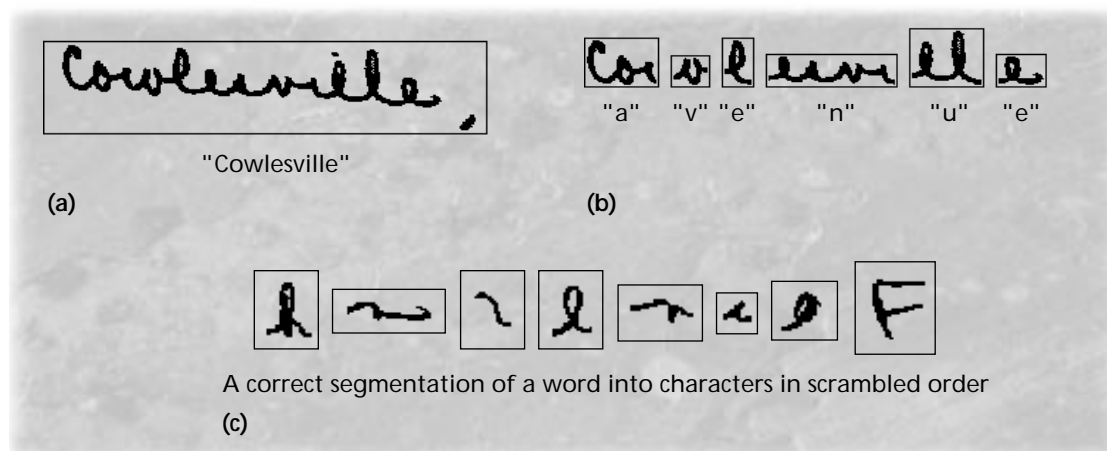 Cowlesville,
"Cowlesville"
(a)
"a" "v" "e" "n" "u" "e"
(b)
A correct segmentation of a word into characters in scrambled order
(c)